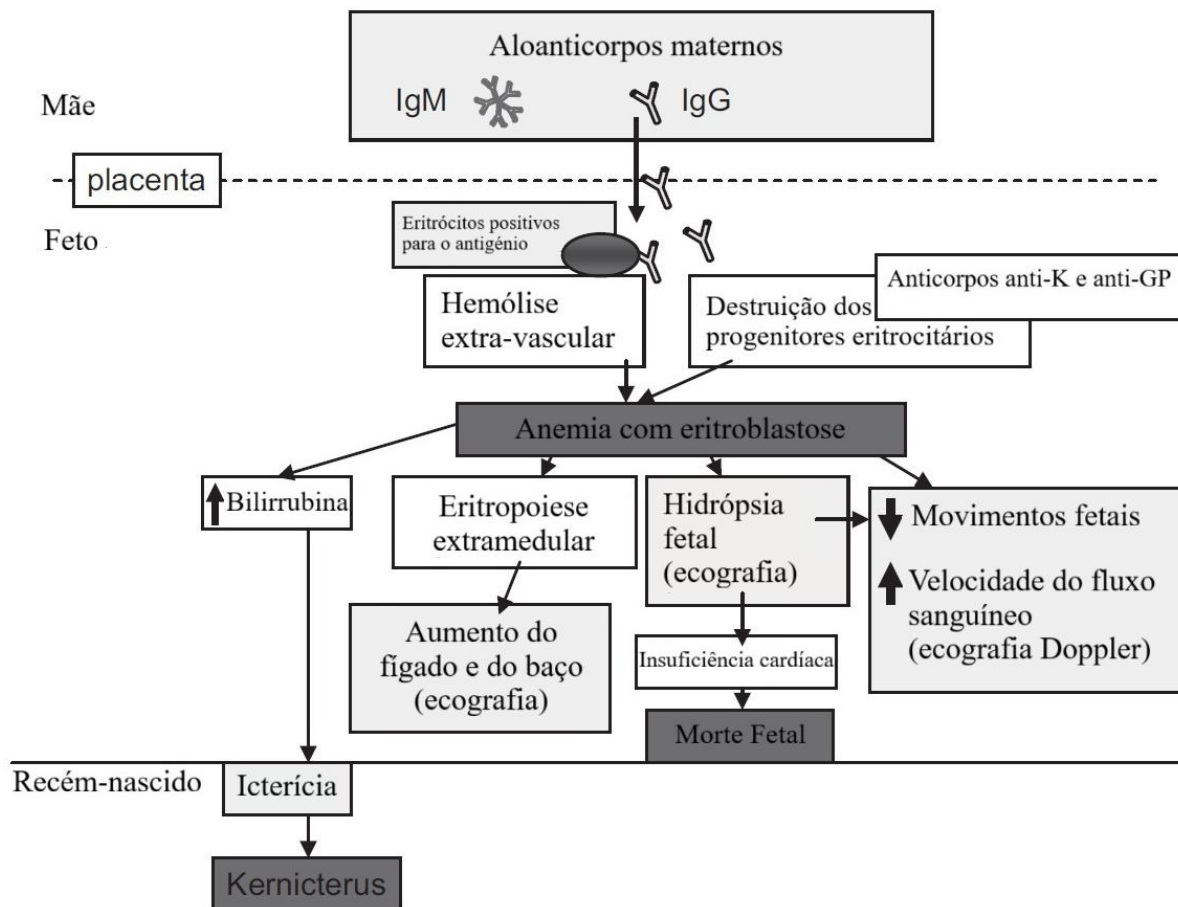 Aloanticorpos maternos
IgM
IgG
Mãe
placenta
Feto
Eritrócitos positivos
para o antigénio
Anticorpos anti-K e anti-GP
Hemólise
extra-vascular
Destruição dos
progenitores eritrocitários
Anemia com eritroblastose
Bilirrubina
Eritropoiese
extramedular
Hidrópsia
fetal
(ecografia)
Movimentos fetais
Velocidade do fluxo
sanguíneo
(ecografia Doppler)
Aumento do
fígado e do baço
(ecografia)
Insuficiência cardíaca
Morte Fetal
Recém-nascido
Icterícia
Kernicterus